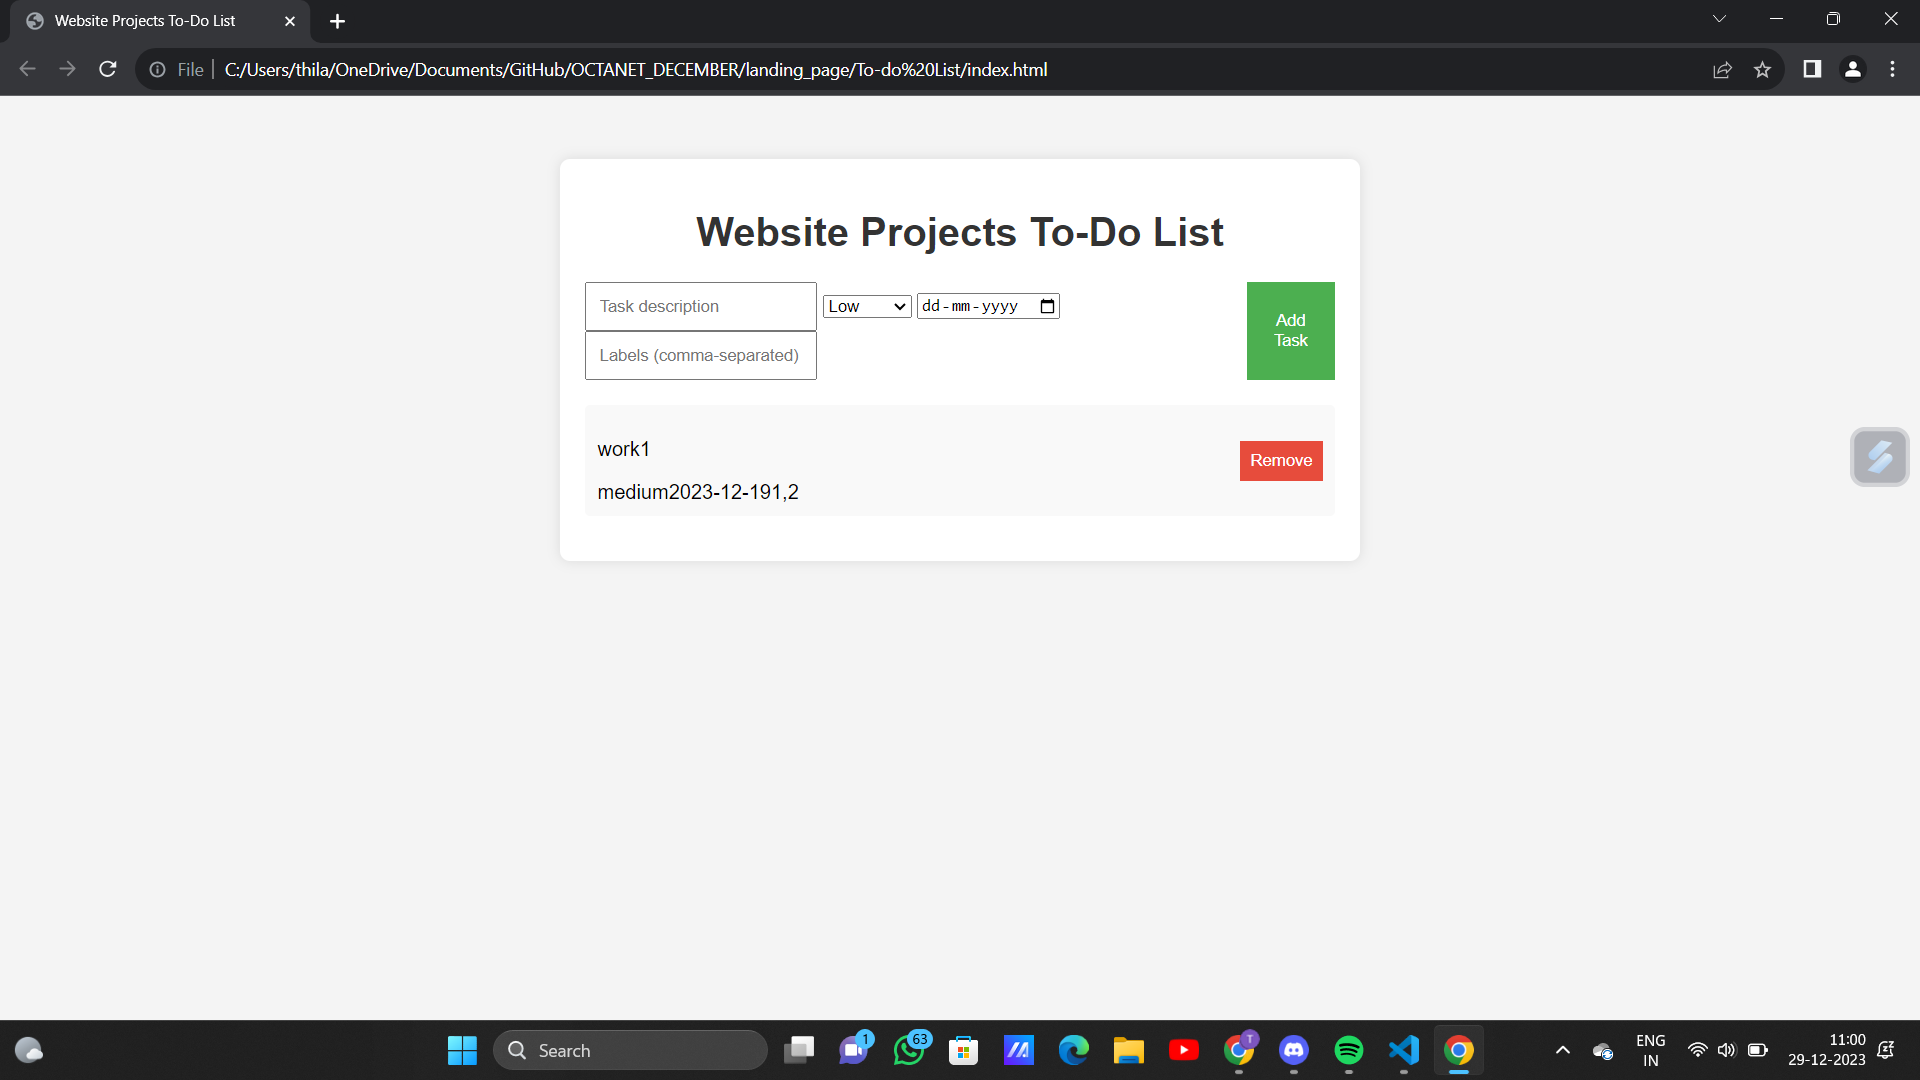 Website Projects To-Do List
File
C:/Users/thila/OneDrive/Documents/GitHub/OCTANET_DECEMBER/landing_page/To-do%20List/index.html
Website Projects To-Do List
Task description
Low
dd-mm-yyyy
Labels (comma-separated)
Add
Task
work1
Remove
medium2023-12-191,2
Search
1
63
T
ENG
IN
11:00
29-12-2023